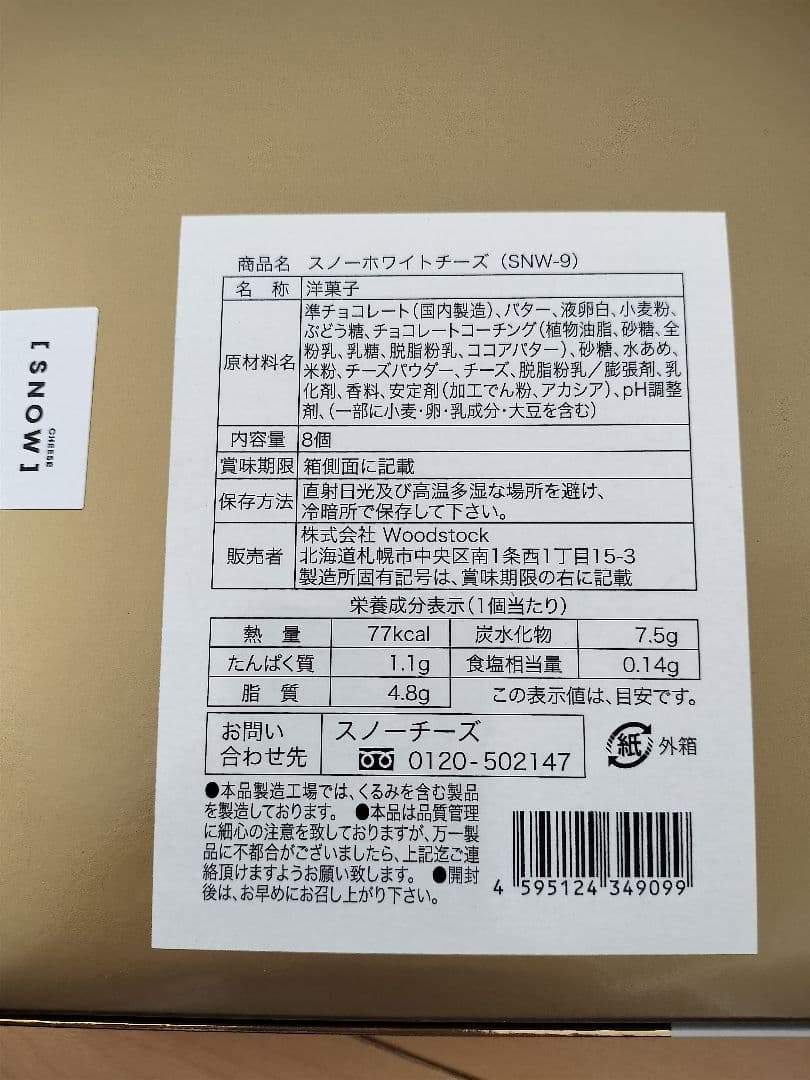 [SNOW]
CHEESE
商品名 スノーホワイトチーズ（SNW-9）
名 称 洋菓子
原材料名
準チョコレート（国内製造）、バター、液卵白、小麦粉、
ぶどう糖、チョコレートコーチング（植物油脂、砂糖、全
粉乳、乳糖、脱脂粉乳、ココアバター）、砂糖、水あめ、
米粉、チーズパウダー、チーズ、脱脂粉乳／膨張剤、乳
化剤、香料、安定剤（加工でん粉、アカシア）、pH調整
剤、（一部に小麦・卵・乳成分・大豆を含む）
内容量 8個
賞味期限 箱側面に記載
保存方法
直射日光及び高温多湿な場所を避け、
冷暗所で保存して下さい。
販売者
株式会社 Woodstock
北海道札幌市中央区南1条西1丁目15-3
製造所固有記号は、賞味期限の右に記載
栄養成分表示（1個当たり）
熱 量 77kcal 炭水化物 7.5g
たんぱく質 1.1g 食塩相当量 0.14g
脂 質 4.8g この表示値は、目安です。
お問い
合わせ先
スノーチーズ
0120-502147
紙 外箱
●本品製造工場では、くるみを含む製品
を製造しております。 ●本品は品質管理
に細心の注意を致しておりますが、万一製
品に不都合がございましたら、上記迄ご連
絡頂けますようお願い致します。 ●開封
後は、お早めにお召し上がり下さい。
4 595124 349099